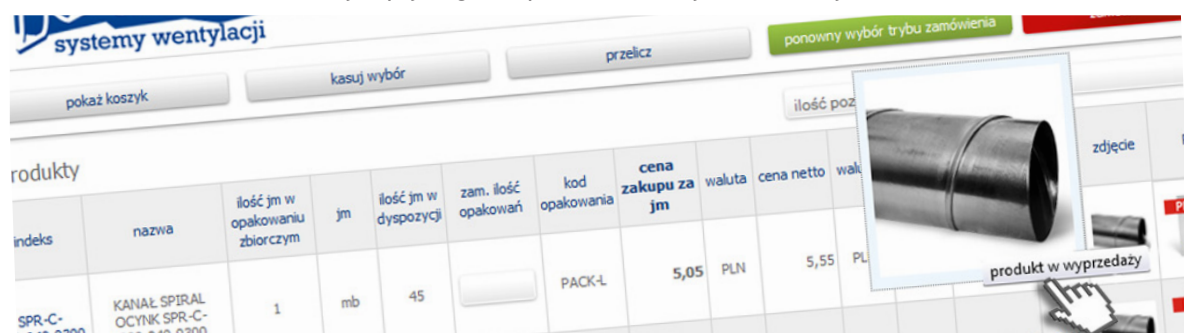 systemy wentylacji
pokaż koszyk
kasuj wybór
przelicz
ponowny wybór trybu zamówienia
ilość
indeks
nazwa
ilość jm w
opakowaniu
zbiorczym
jm
ilość jm w
dyspozycji
zam. ilość
opakowań
kod
opakowania
cena
zakupu za
jm
waluta
cena netto
zdjęcie
SPR-C-
KANAŁ SPIRAL
OCYNK SPR-C-
1
mb
45
PACK-L
5,05
PLN
5,55
produkt w wyprzedaży